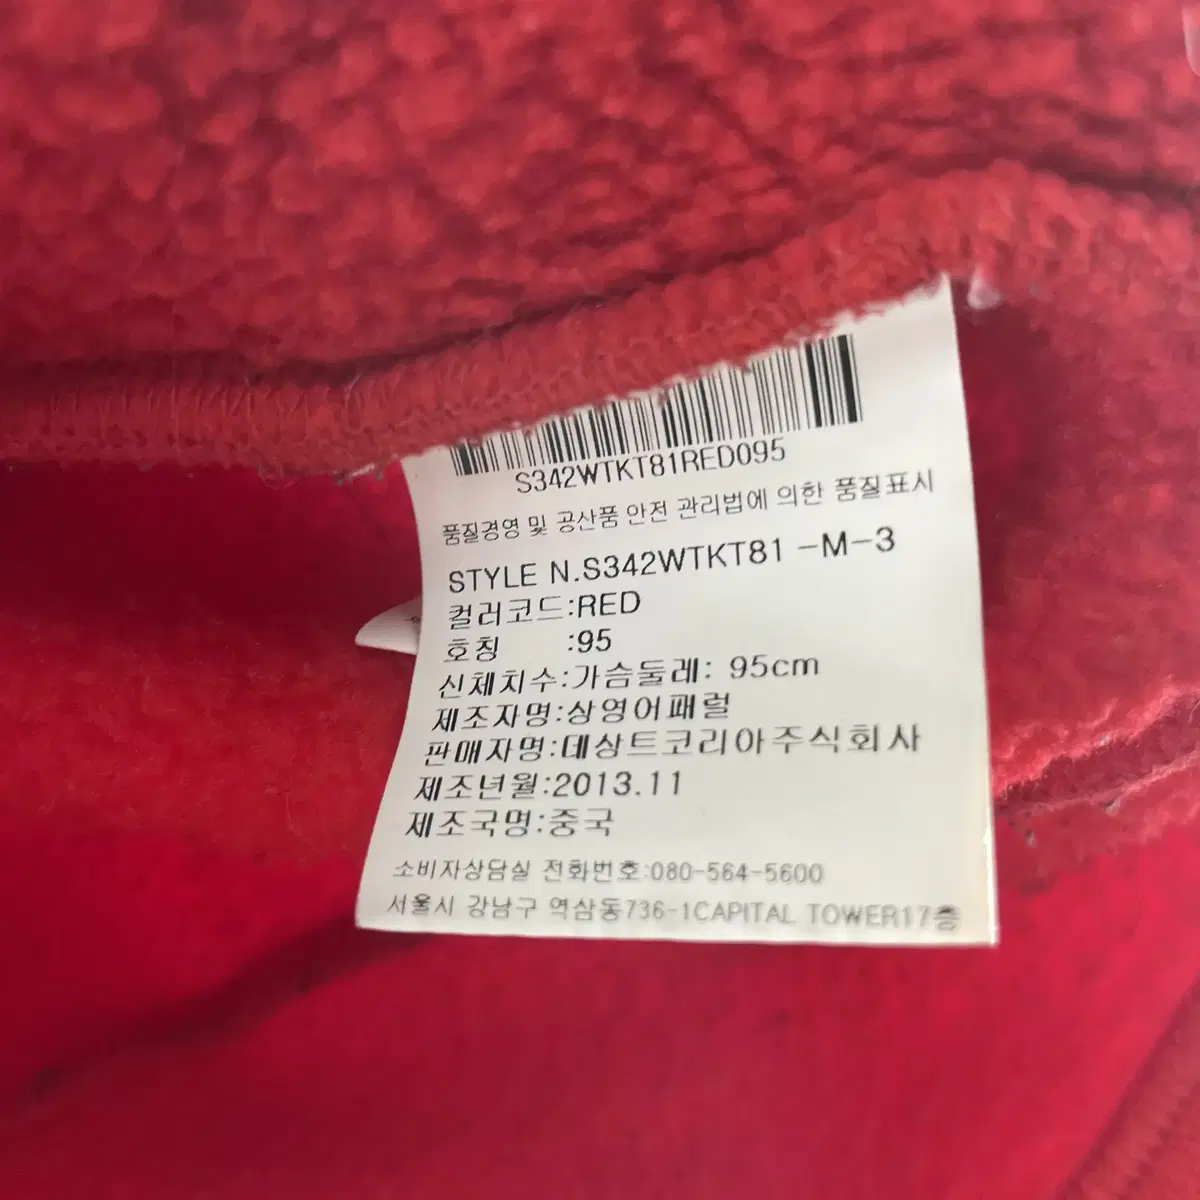 S342WTKT81RED095
품질경영 및 공산품 안전 관리법에 의한 품질표시
STYLE N.S342WTKT81 -M-3
컬러코드:RED
호칭 :95
신체치수:가슴둘레: 95cm
제조자명:상영어패럴
판매자명:데상트코리아주식회사
제조년월:2013.11
제조국명:중국
소비자상담실 전화번호:080-564-5600
서울시 강남구 역삼동736-1CAPITAL TOWER17층